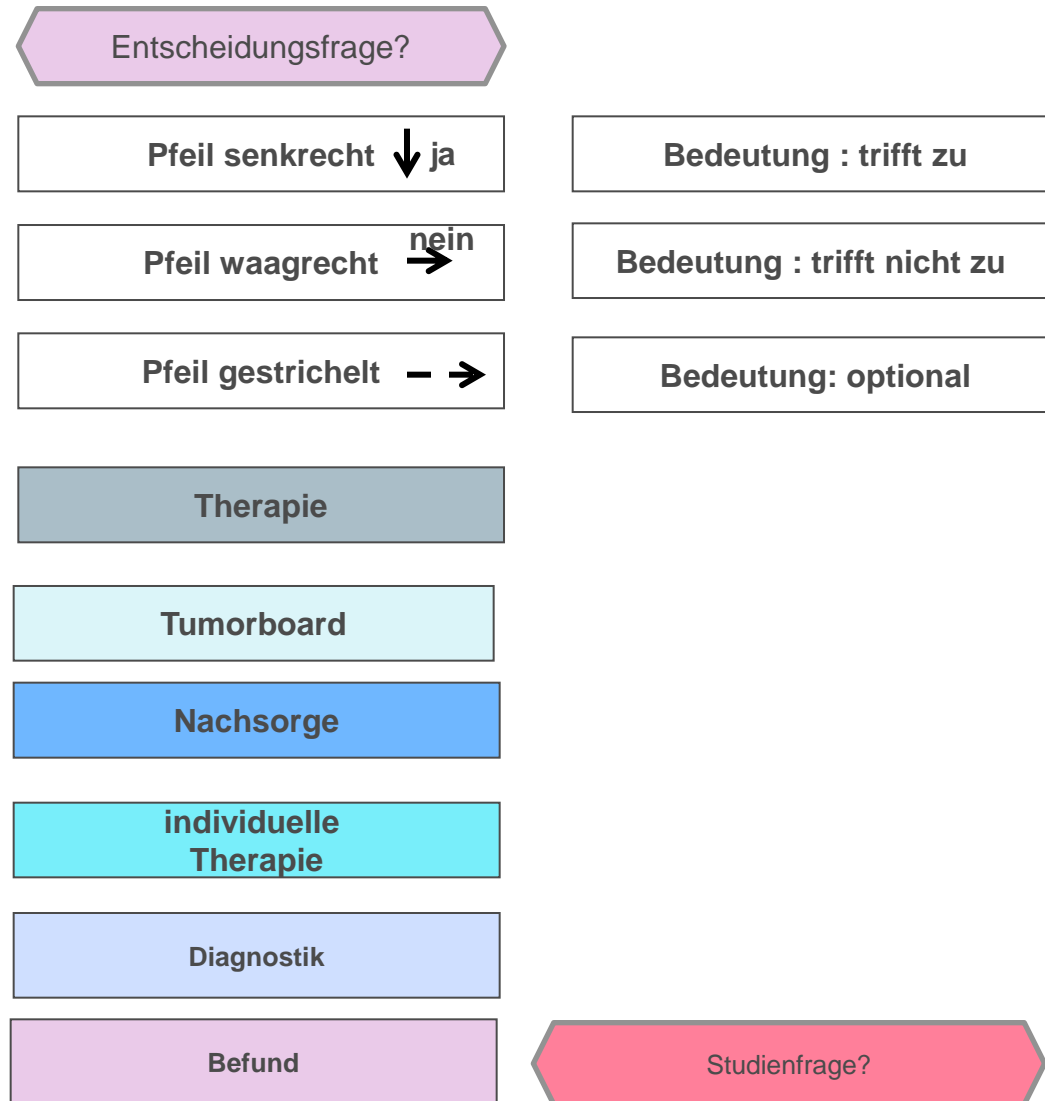 Entscheidungsfrage?
Pfeil senkrecht ja
Bedeutung : trifft zu
nein
Pfeil waagrecht
Bedeutung : trifft nicht zu
Pfeil gestrichelt
Bedeutung: optional
Therapie
Tumorboard
Nachsorge
individuelle
Therapie
Diagnostik
Befund
Studienfrage?